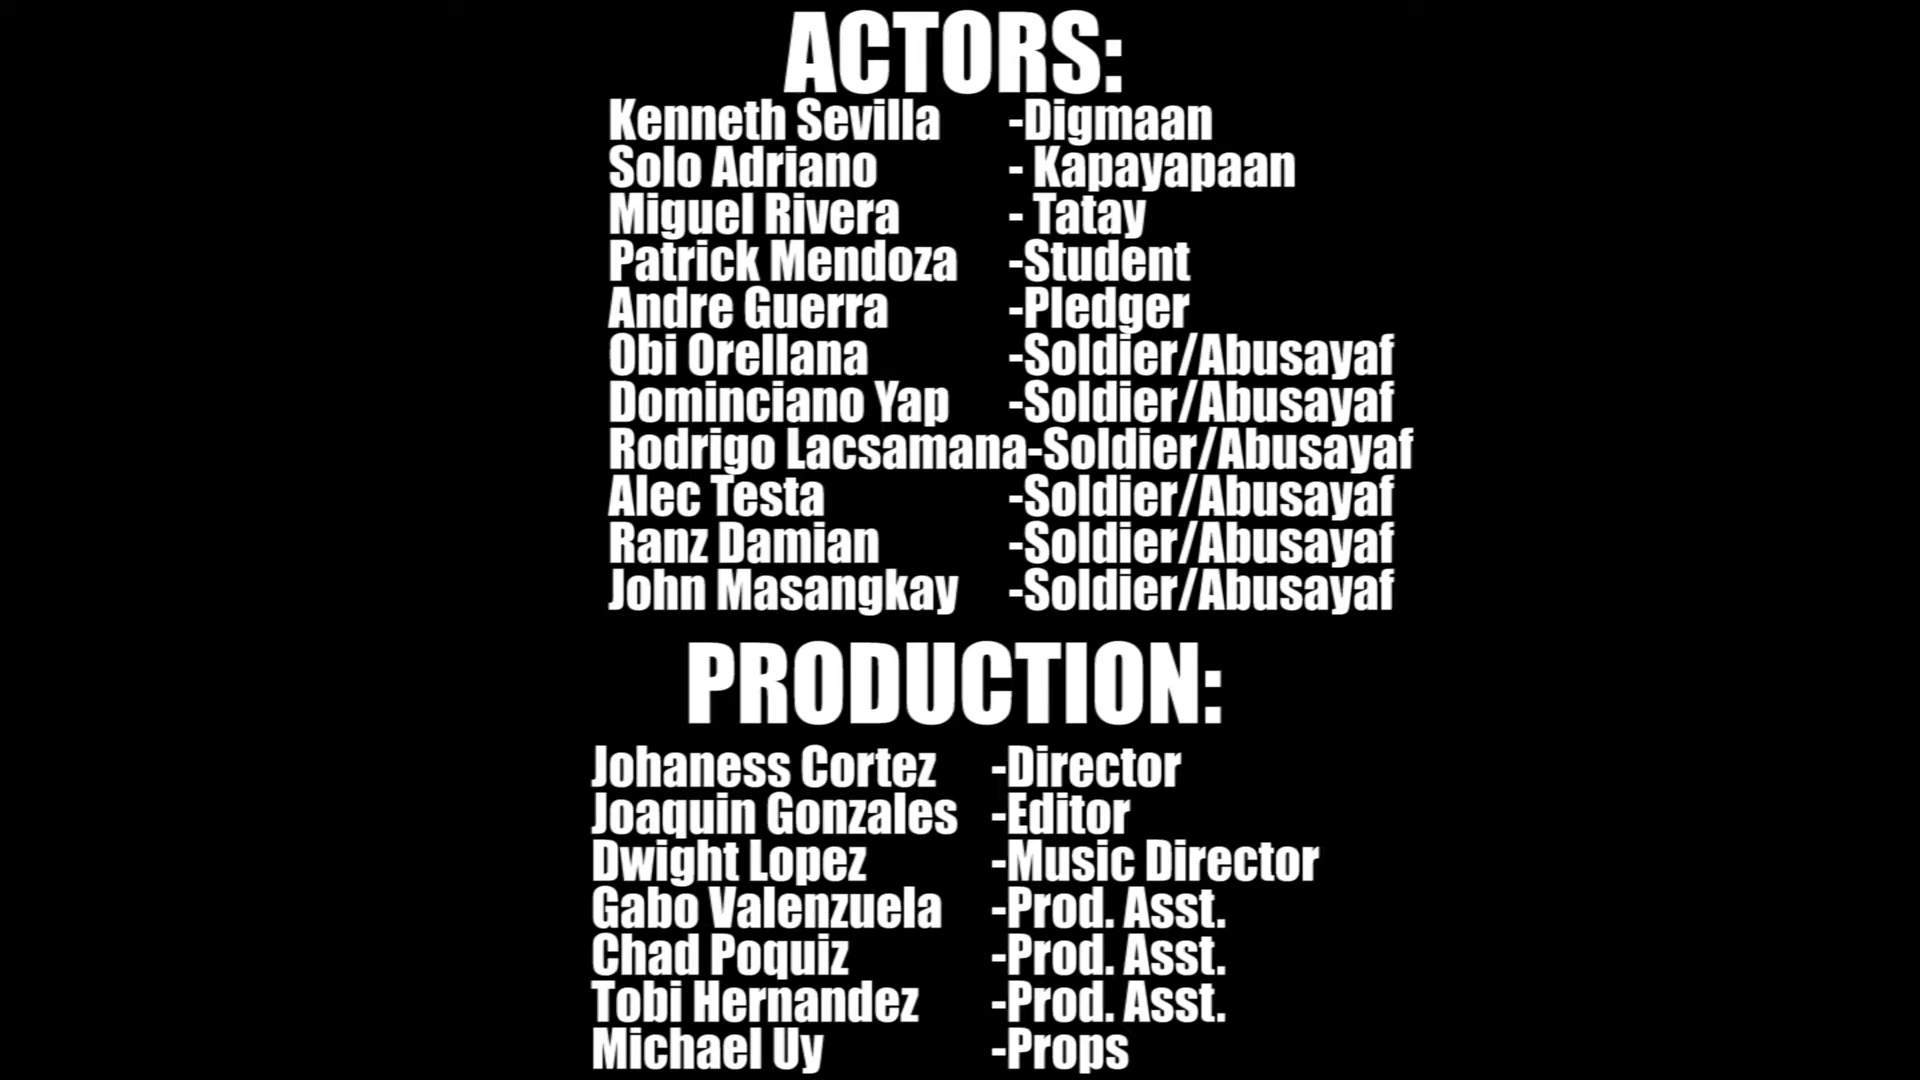 ACTORS:
Kenneth Sevilla -Digmaan
Solo Adriano - Kapayapaan
Miguel Rivera - Tatay
Patrick Mendoza -Student
Andre Guerra -Pledger
Obi Orellana -Soldier/Abusayaf
Dominciano Yap -Soldier/Abusayaf
Rodrigo Lacsamana-Soldier/Abusayaf
Alec Testa -Soldier/Abusayaf
Ranz Damian -Soldier/Abusayaf
John Masangkay -Soldier/Abusayaf
PRODUCTION:
Johaness Cortez -Director
Joaquin Gonzales -Editor
Dwight Lopez -Music Director
Gabo Valenzuela -Prod. Asst.
Chad Poquiz -Prod. Asst.
Tobi Hernandez -Prod. Asst.
Michael Uy -Props